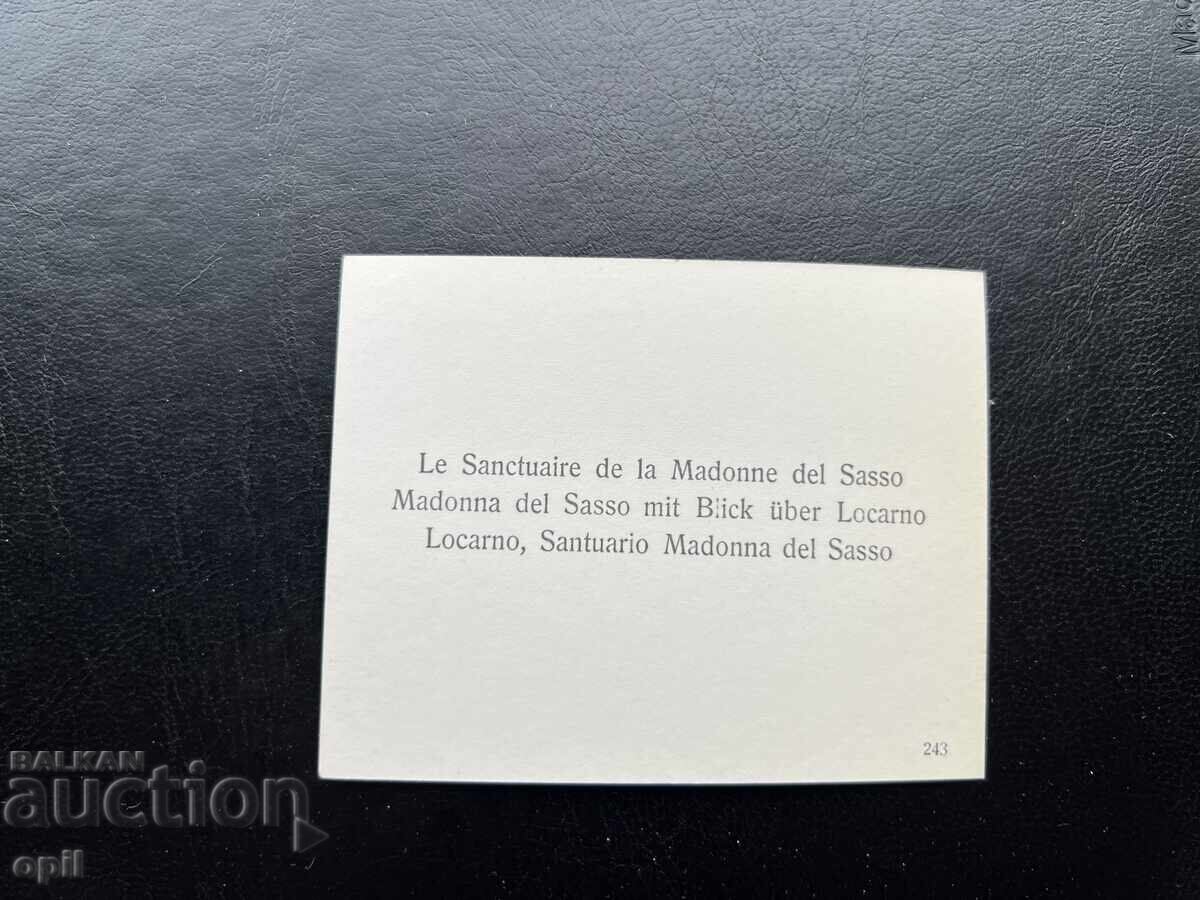 Le Sanctuaire de la Madonne del Sasso
Madonna del Sasso mit Blick über Locarno
Locarno, Santuario Madonna del Sasso
243
BALKAN
auction
opil